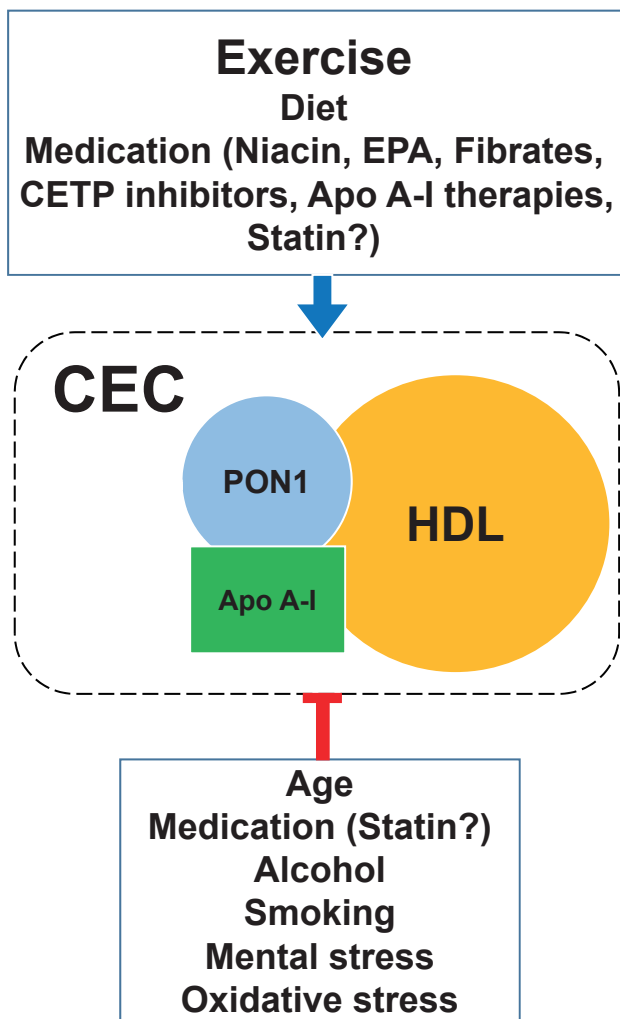 Exercise
Diet
Medication (Niacin, EPA, Fibrates,
CETP inhibitors, Apo A-I therapies,
Statin?)
CEC
PON1
HDL
Apo A-I
Age
Medication (Statin?)
Alcohol
Smoking
Mental stress
Oxidative stress